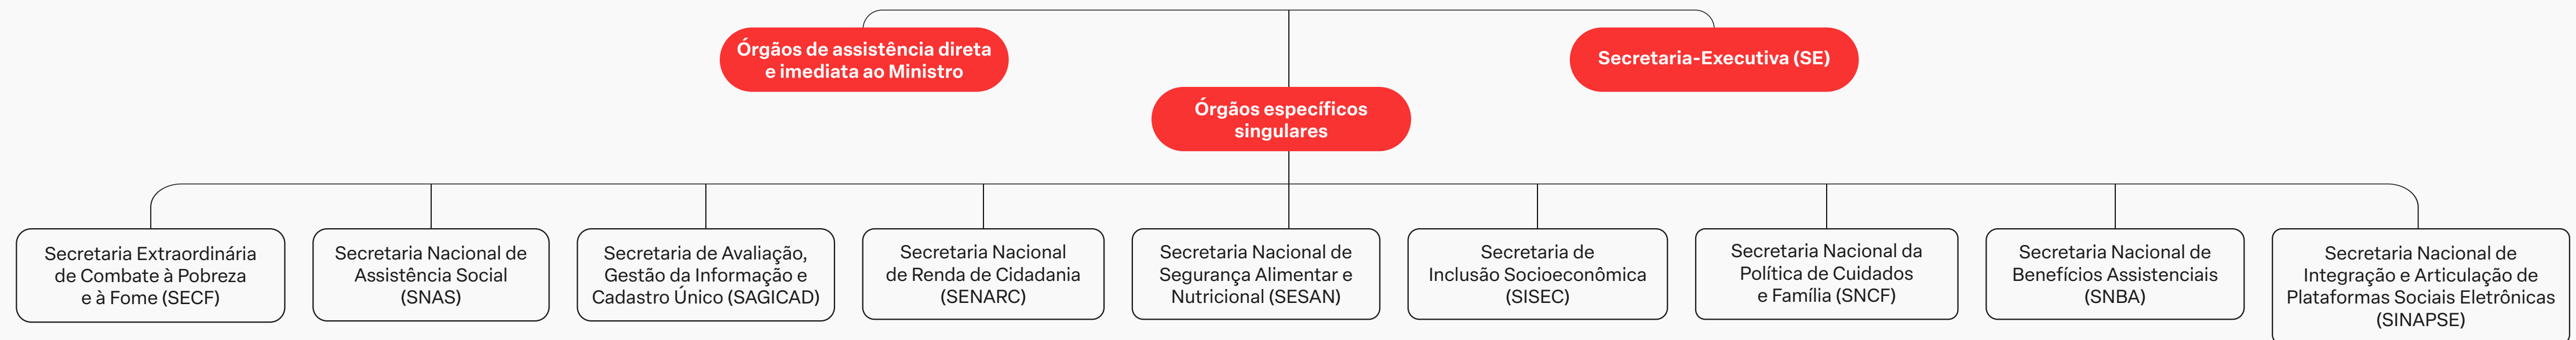 Órgãos de assistência direta
e imediata ao Ministro
Secretaria-Executiva (SE)
Órgãos específicos
singulares
Secretaria Extraordinária
de Combate à Pobreza
e à Fome (SECF)
Secretaria Nacional de
Assistência Social
(SNAS)
Secretaria de Avaliação,
Gestão da Informação e
Cadastro Único (SAGICAD)
Secretaria Nacional
de Renda de Cidadania
(SENARC)
Secretaria Nacional de
Segurança Alimentar e
Nutricional (SESAN)
Secretaria de
Inclusão Socioeconômica
(SISEC)
Secretaria Nacional da
Política de Cuidados
e Família (SNCF)
Secretaria Nacional de
Benefícios Assistenciais
(SNBA)
Secretaria Nacional de
Integração e Articulação de
Plataformas Sociais Eletrônicas
(SINAPSE)